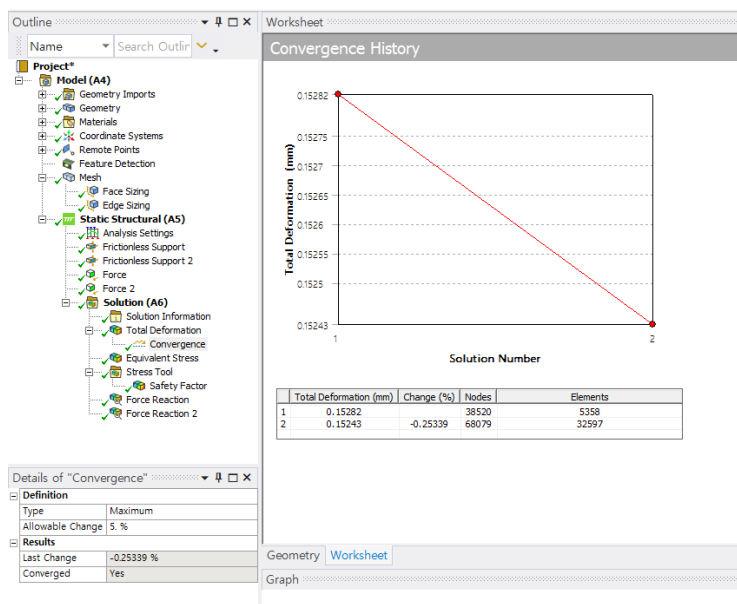 Outline
Name Search Outlin
Project*
Model (A4)
Geometry Imports
Geometry
Materials
Coordinate Systems
Remote Points
Feature Detection
Mesh
Face Sizing
Edge Sizing
Static Structural (A5)
Analysis Settings
Frictionless Support
Frictionless Support 2
Force
Force 2
Solution (A6)
Solution Information
Total Deformation
Convergence
Equivalent Stress
Stress Tool
Safety Factor
Force Reaction
Force Reaction 2
Details of "Convergence"
Definition
Type Maximum
Allowable Change 5. %
Results
Last Change -0.25339 %
Converged Yes
Worksheet
Convergence History
Total Deformation (mm)
0.15282
0.15275
0.1527
0.15265
0.1526
0.15255
0.1525
0.15243
1 2
Solution Number
Total Deformation (mm) Change (%) Nodes Elements
1 0.15282 38520 5358
2 0.15243 -0.25339 68079 32597
Geometry Worksheet
Graph